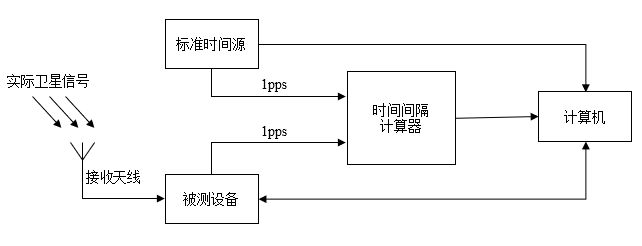 标准时间源
实际卫星信号
1pps
时间间隔
计算器
计算机
1pps
接收天线
被测设备